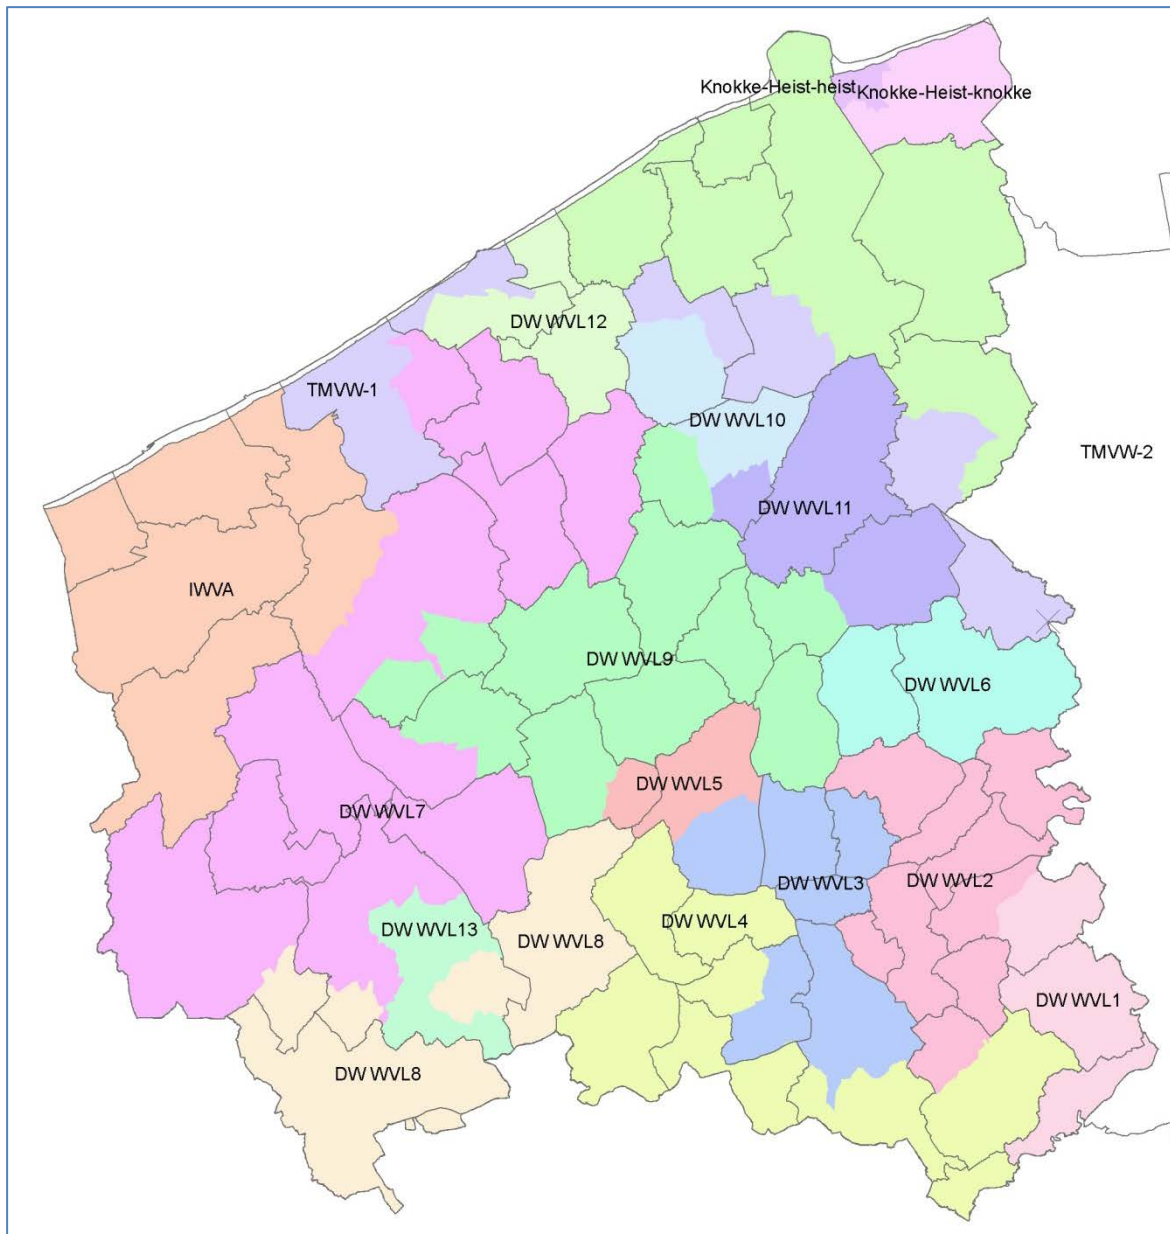 Knokke-Heist-heist
Knokke-Heist-knokke
DW WVL12
TMVW-1
DW WVL10
TMVW-2
DW WVL11
IWVA
DW WVL9
DW WVL6
DW WVL5
DW WVL7
DW WVL3
DW WVL2
DW WVL13
DW WVL8
DW WVL4
DW WVL1
DW WVL8